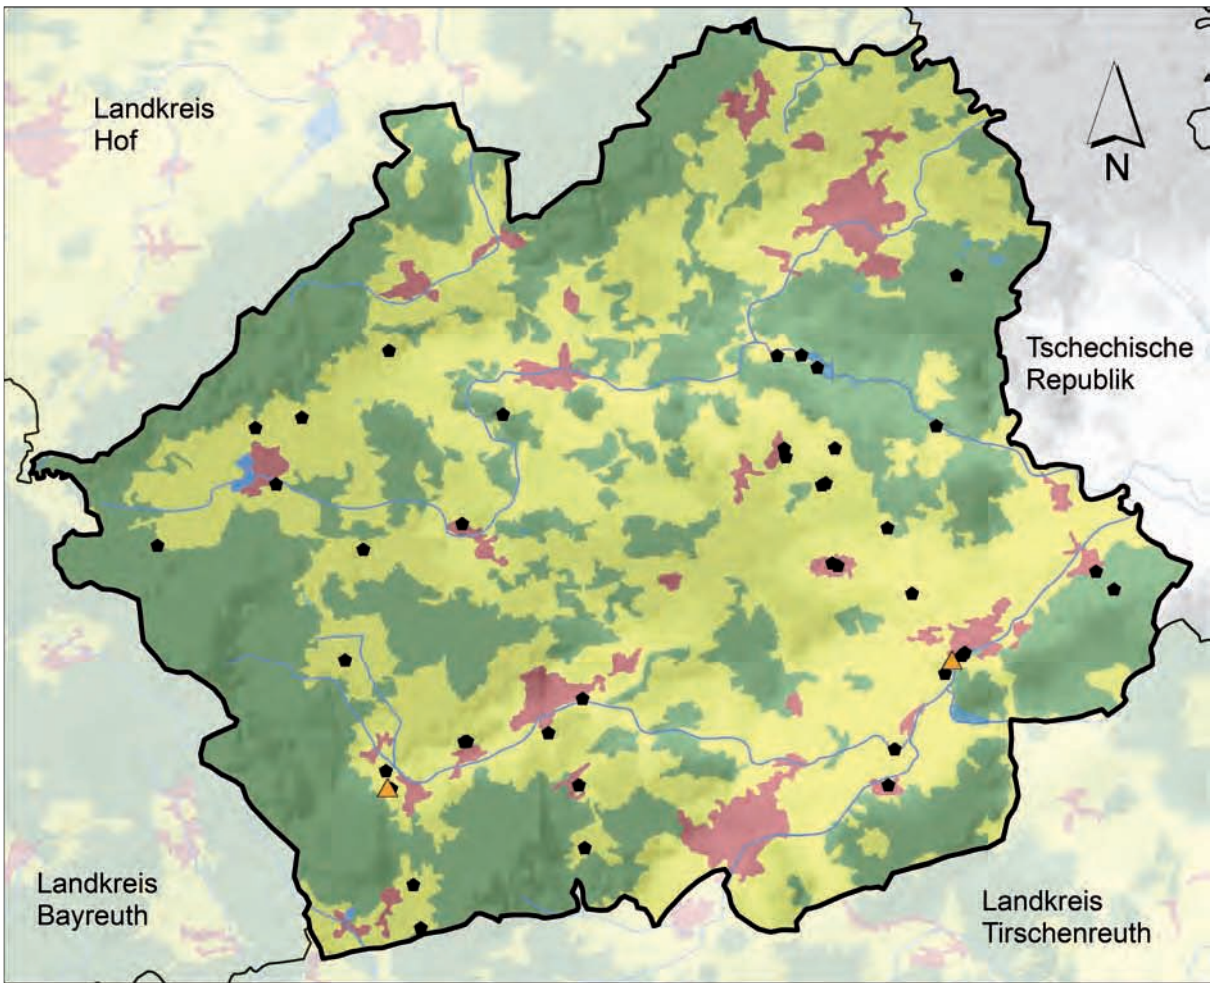 Landkreis
Hof
N
Tschechische
Republik
Landkreis
Bayreuth
Landkreis
Tirschenreuth